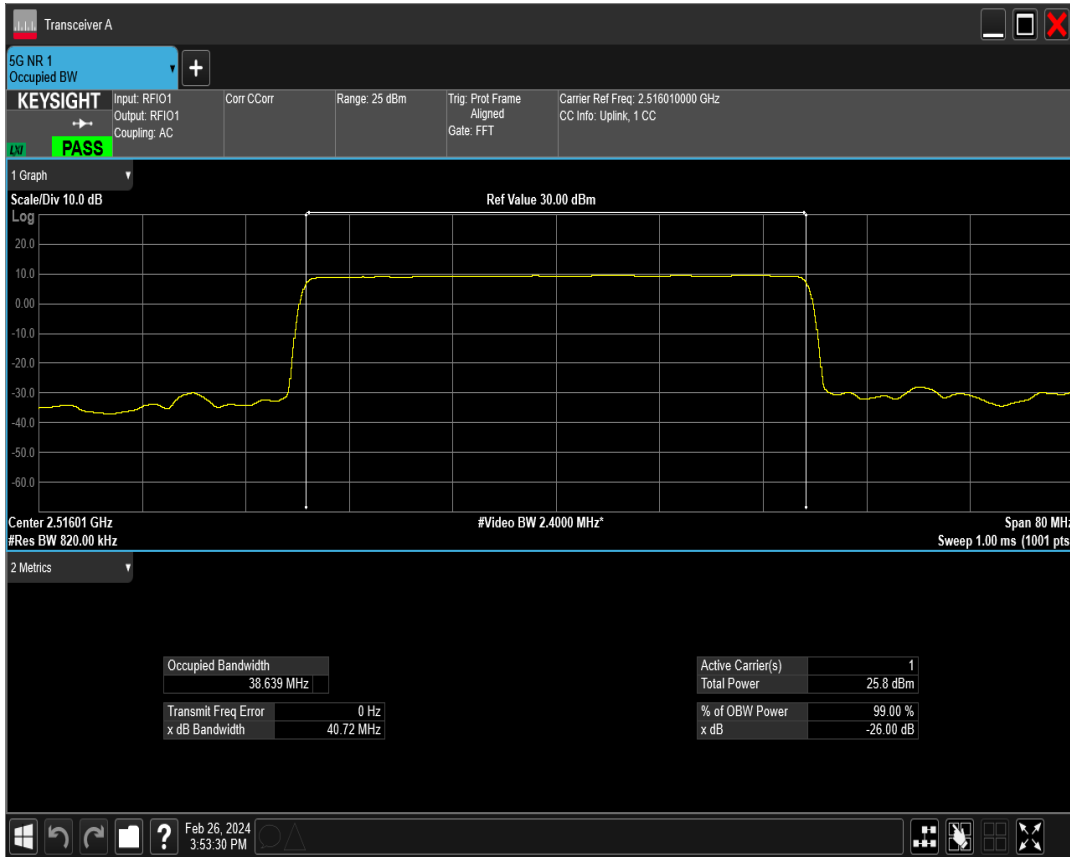 Transceiver A
5G NR 1
Occupied BW
+
KEYSIGHT
LXI
PASS
Input: RFIO1
Output: RFIO1
Coupling: AC
Corr CCorr
Range: 25 dBm
Trig: Prot Frame
Aligned
Gate: FFT
Carrier Ref Freq: 2.516010000 GHz
CC Info: Uplink, 1 CC
1 Graph
Scale/Div 10.0 dB
Ref Value 30.00 dBm
Log
20.0
10.0
0.00
-10.0
-20.0
-30.0
-40.0
-50.0
-60.0
Center 2.51601 GHz
#Video BW 2.4000 MHz*
Span 80 MHz
#Res BW 820.00 kHz
Sweep 1.00 ms (1001 pts
2 Metrics
Occupied Bandwidth
38.639 MHz
Transmit Freq Error 0 Hz
x dB Bandwidth 40.72 MHz
Active Carrier(s) 1
Total Power 25.8 dBm
% of OBW Power 99.00 %
x dB -26.00 dB
?
Feb 26, 2024
3:53:30 PM